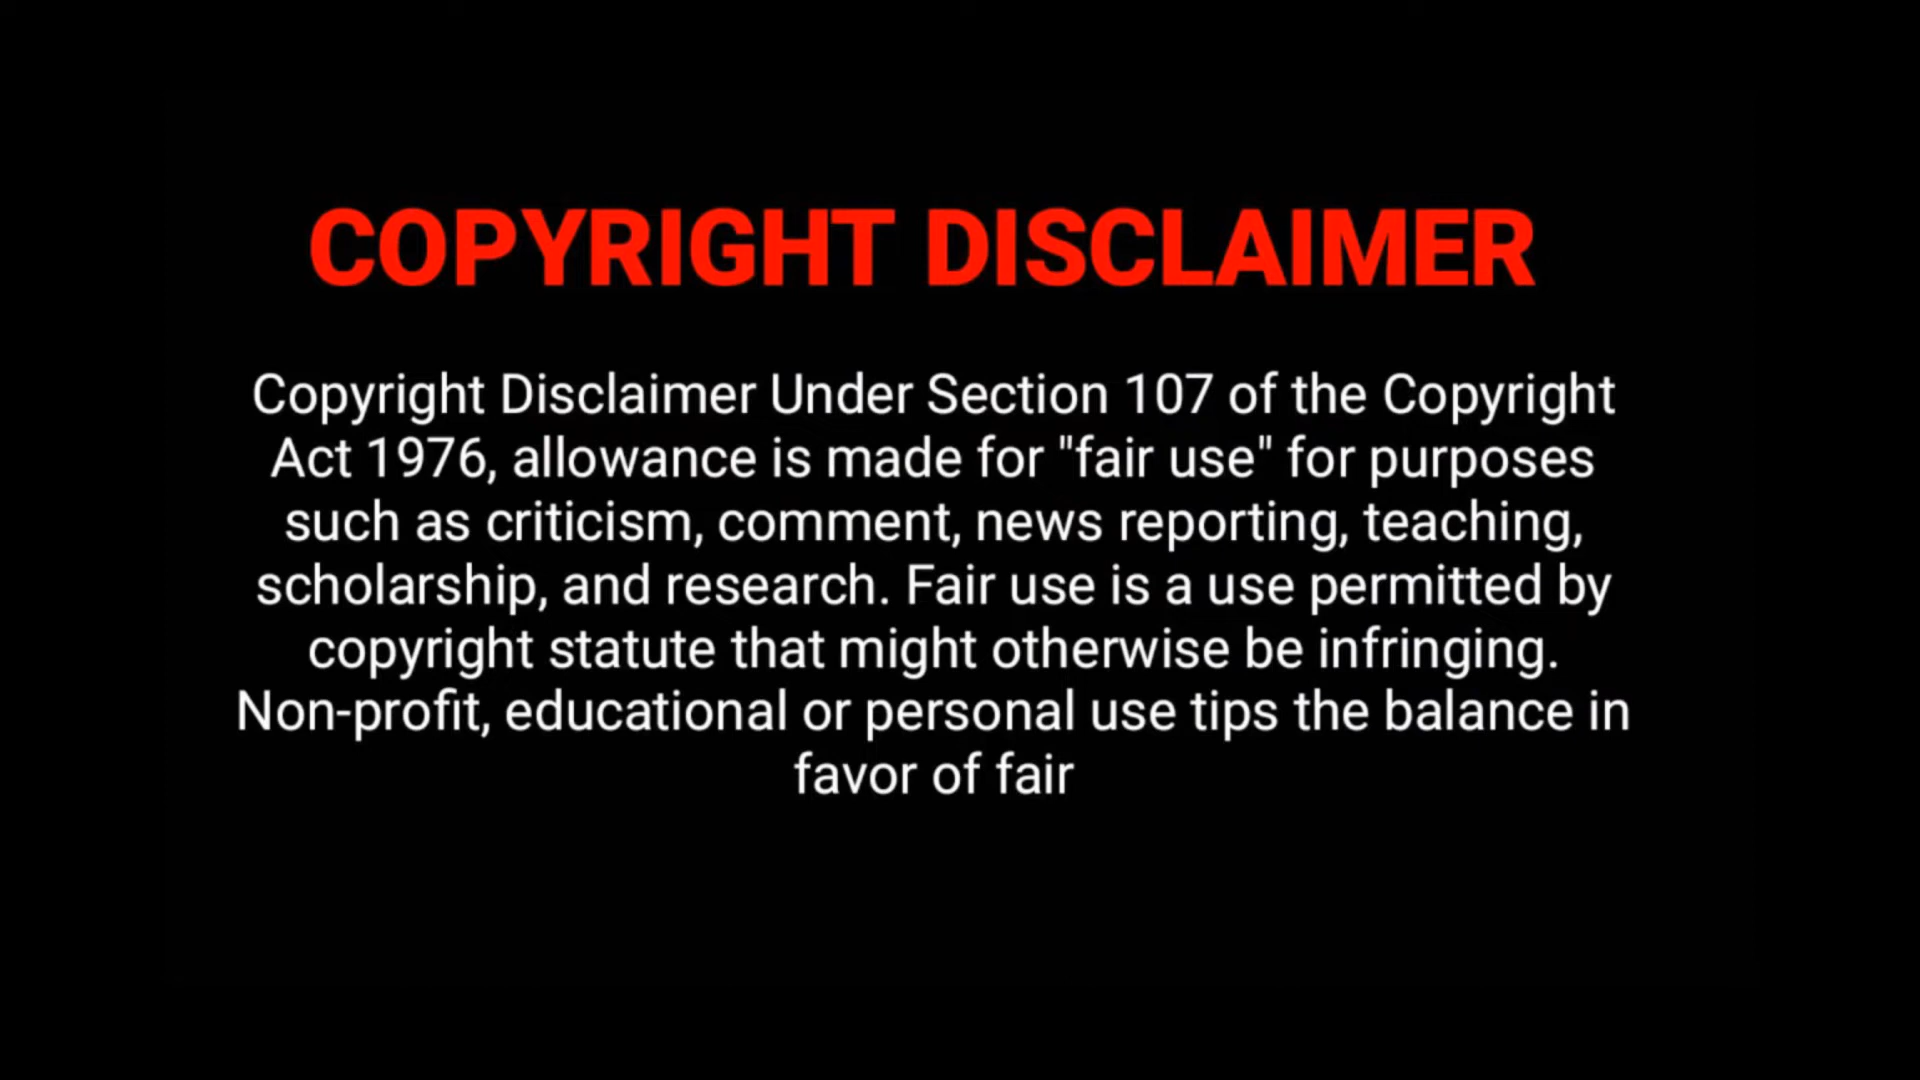 COPYRIGHT DISCLAIMER
Copyright Disclaimer Under Section 107 of the Copyright
Act 1976, allowance is made for "fair use" for purposes
such as criticism, comment, news reporting, teaching,
scholarship, and research. Fair use is a use permitted by
copyright statute that might otherwise be infringing.
Non-profit, educational or personal use tips the balance in
favor of fair